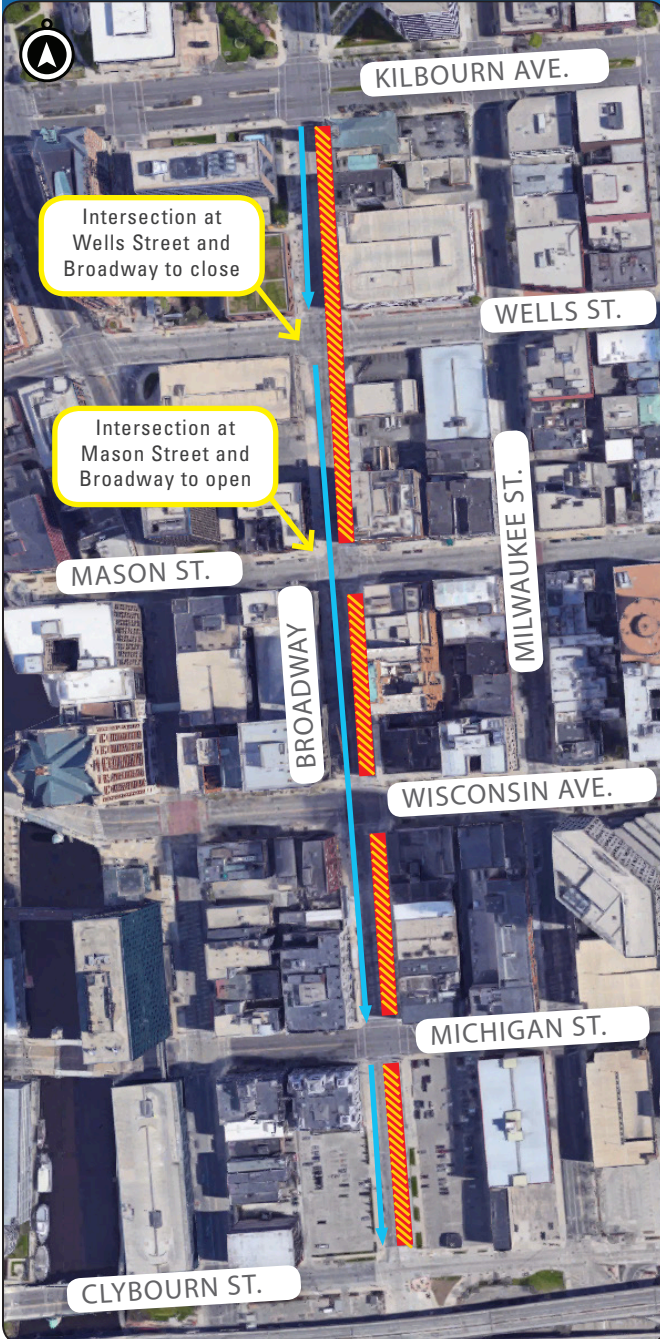 KILBOURN AVE.
Intersection at
Wells Street and
Broadway to close
WELLS ST.
Intersection at
Mason Street and
Broadway to open
MASON ST.
MILWAUKEE ST.
BROADWAY
WISCONSIN AVE.
MICHIGAN ST.
CLYBOURN ST.